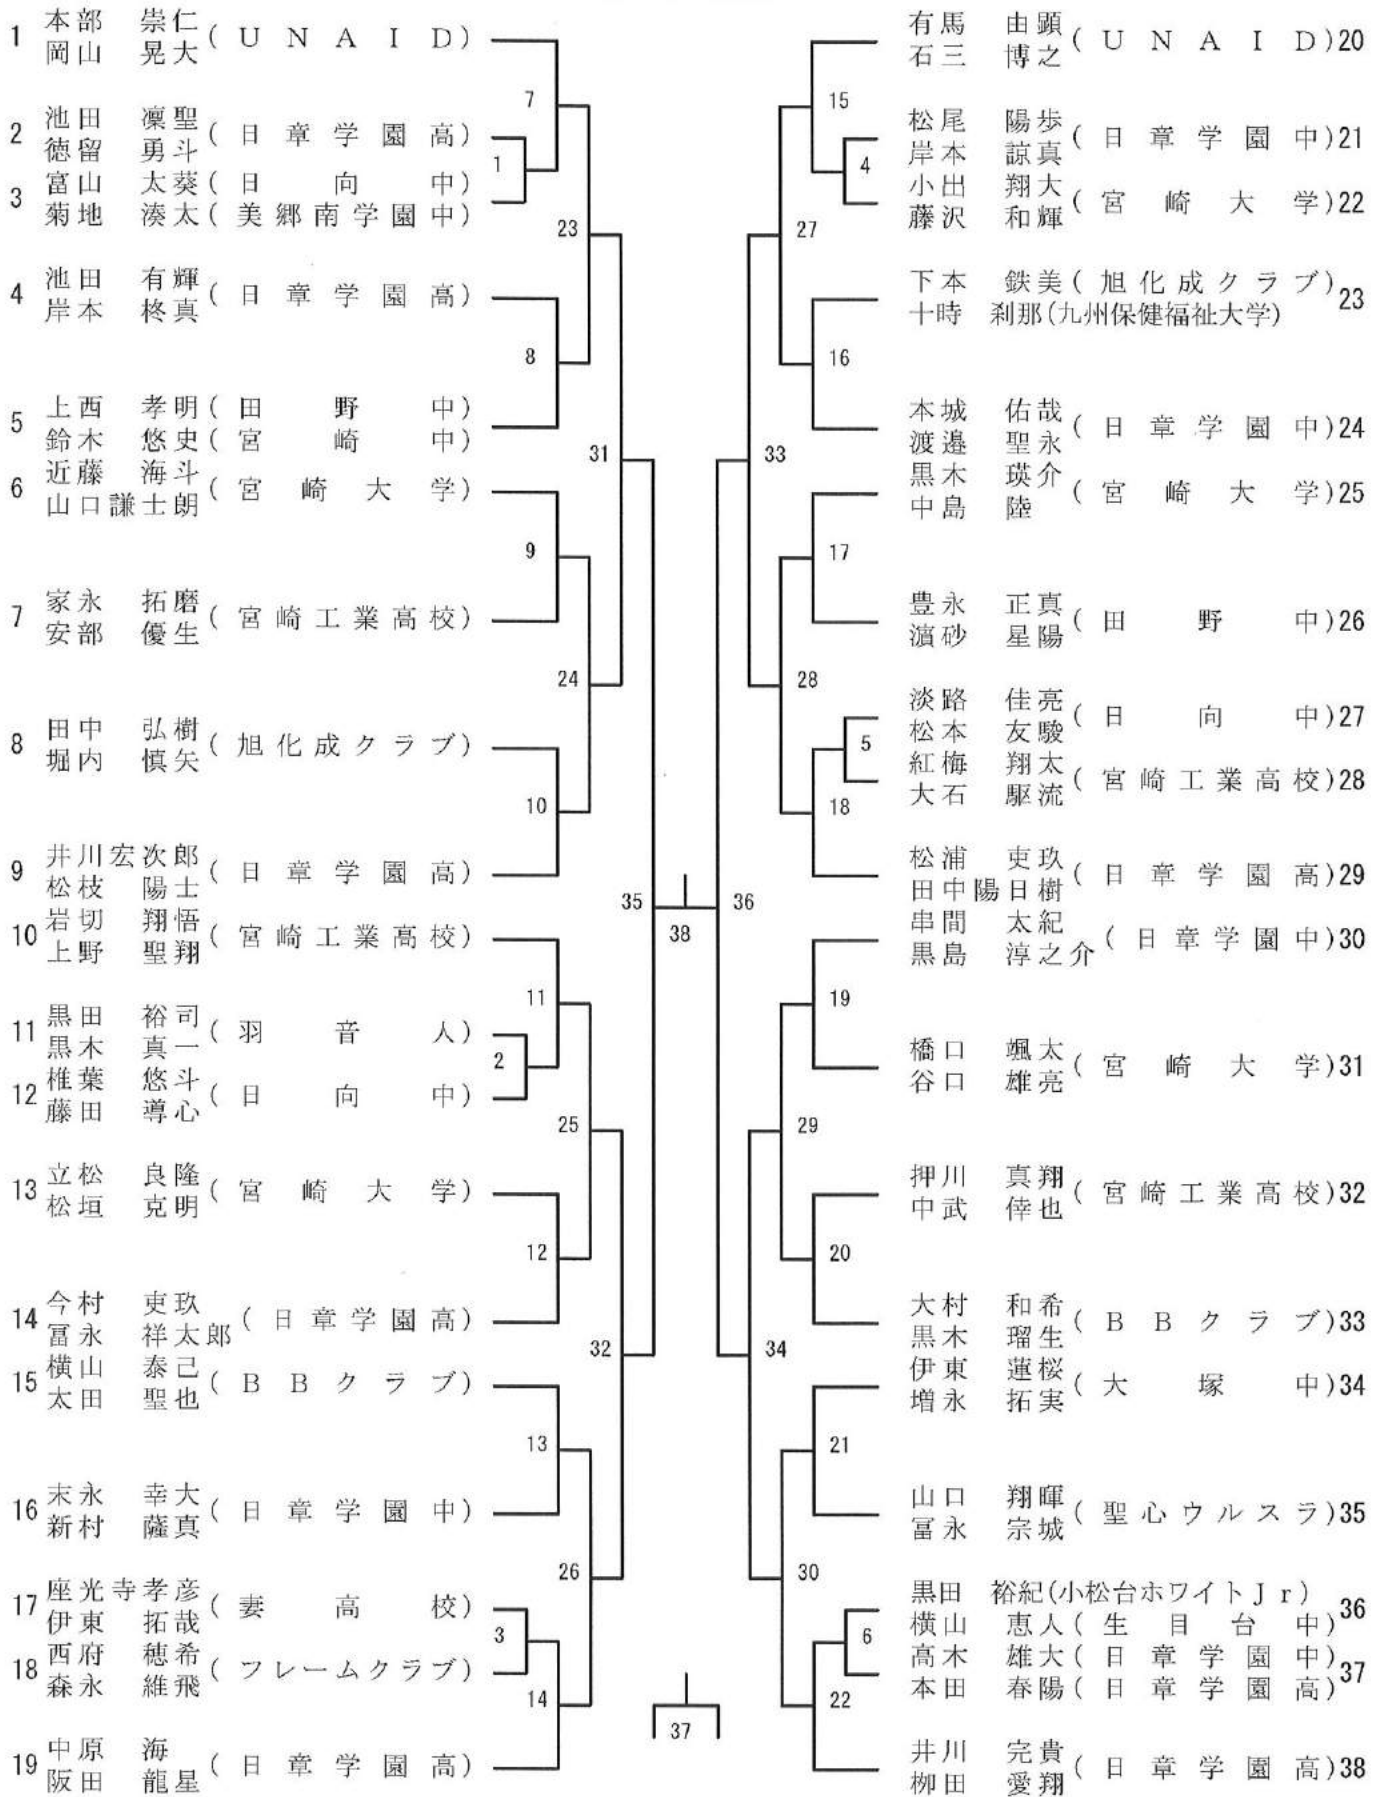 1 本部 崇仁 (UNAID)
岡山 晃大
2 池田 凜聖 (日章学園高)
徳留 勇斗
3 富山 太葵 (日向中)
菊地 湊太 (美郷南学園中)
4 池田 有輝 (日章学園高)
岸本 柊真
5 上西 孝明 (田野中)
鈴木 悠史 (宮崎中)
6 近藤 海斗 (宮崎大学)
山口謙士朗
7 家永 拓磨 (宮崎工業高校)
安部 優生
8 田中 弘樹 (旭化成クラブ)
堀内 慎矢
9 井川宏次郎 (日章学園高)
松枝 陽士
10 岩切 翔悟 (宮崎工業高校)
上野 聖翔
11 黒田 裕司 (羽音人)
黒木 真一
12 椎葉 悠斗 (日向中)
藤田 導心
13 立松 良隆 (宮崎大学)
松垣 克明
14 今村 吏玖 (日章学園高)
冨永 祥太郎
15 横山 泰己 (BBクラブ)
太田 聖也
16 末永 幸大 (日章学園中)
新村 薩真
17 座光寺孝彦 (妻高校)
伊東 拓哉
18 西府 穂希 (フレームクラブ)
森永 維飛
19 中原 海 (日章学園高)
阪田 龍星
7
1
23
8
31
9
24
10
35
11
2
25
12
32
13
26
3
14
38
37
15
4
27
16
33
17
28
5
18
36
19
29
20
34
21
30
6
22
有馬 由顕 (UNAID) 20
石三 博之
松尾 陽歩 (日章学園中) 21
岸本 諒真
小出 翔大 (宮崎大学) 22
藤沢 和輝
下本 鉄美 (旭化成クラブ) 23
十時 刹那 (九州保健福祉大学)
本城 佑哉 (日章学園中) 24
渡邉 聖永
黒木 瑛介 (宮崎大学) 25
中島 陸
豊永 正真 (田野中) 26
濵砂 星陽
淡路 佳亮 (日向中) 27
松本 友駿
紅梅 翔太 (宮崎工業高校) 28
大石 駆流
松浦 吏玖 (日章学園高) 29
田中陽日樹
串間 太紀 (日章学園中) 30
黒島 淳之介
橋口 颯太 (宮崎大学) 31
谷口 雄亮
押川 真翔 (宮崎工業高校) 32
中武 倖也
大村 和希 (BBクラブ) 33
黒木 瑠生
伊東 蓮桜 (大塚中) 34
増永 拓実
山口 翔暉 (聖心ウルスラ) 35
冨永 宗城
黒田 裕紀 (小松台ホワイトJr) 36
横山 恵人 (生目台中)
高木 雄大 (日章学園中) 37
本田 春陽 (日章学園高)
井川 完貴 (日章学園高) 38
栁田 愛翔